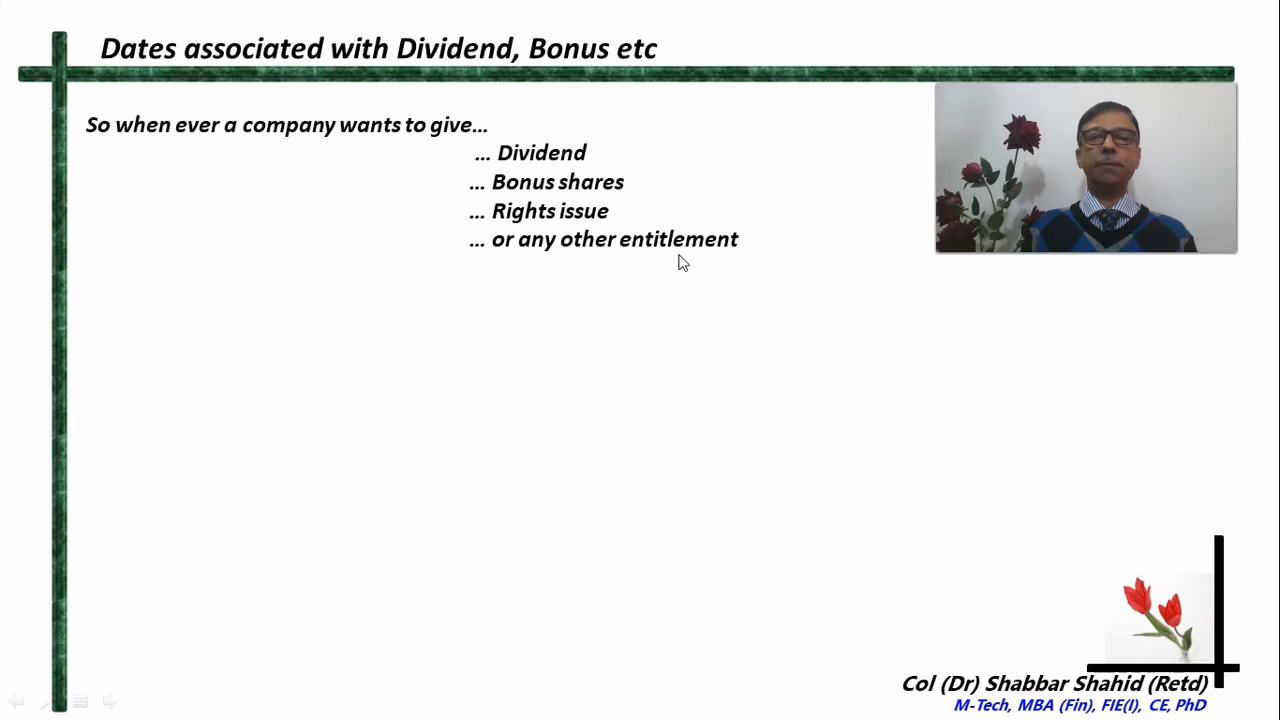 Dates associated with Dividend, Bonus etc
So when ever a company wants to give...
... Dividend
... Bonus shares
... Rights issue
... or any other entitlement
Col (Dr) Shabbar Shahid (Retd)
M-Tech, MBA (Fin), FIE(I), CE, PhD